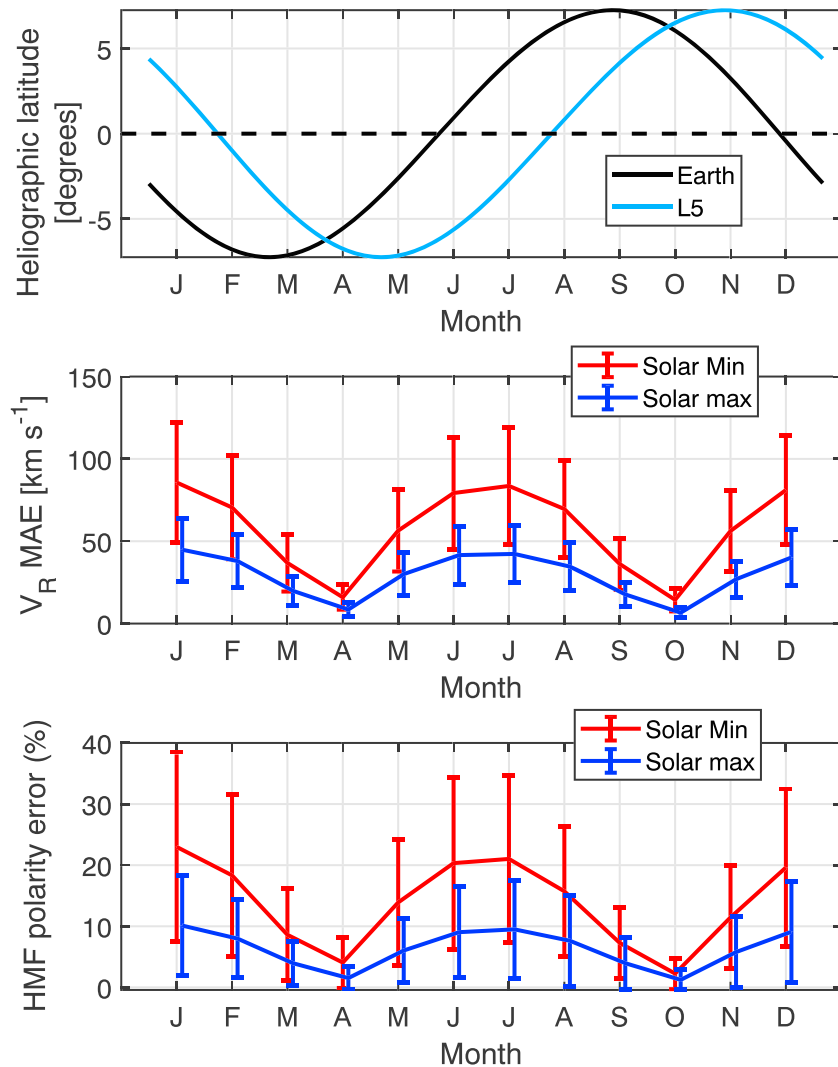 Heliographic latitude
[degrees]
5
0
-5
Earth
L5
J F M A M J J A S O N D
Month
V_R MAE [km s^-1]
150
100
50
0
Solar Min
Solar max
J F M A M J J A S O N D
Month
HMF polarity error (%)
40
30
20
10
0
Solar Min
Solar max
J F M A M J J A S O N D
Month